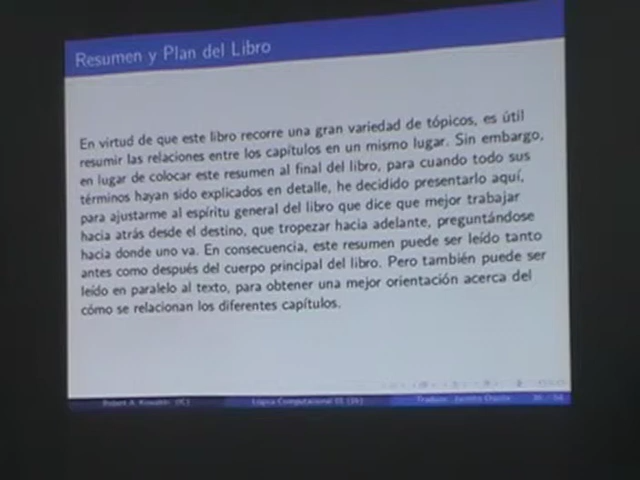 Resumen y Plan del Libro
En virtud de que este libro recorre una gran variedad de tópicos, es útil
resumir las relaciones entre los capítulos en un mismo lugar. Sin embargo,
en lugar de colocar este resumen al final del libro, para cuando todo sus
términos hayan sido explicados en detalle, he decidido presentarlo aquí,
para ajustarme al espíritu general del libro que dice que mejor trabajar
hacia atrás desde el destino, que tropezar hacia adelante, preguntándose
hacia donde uno va. En consecuencia, este resumen puede ser leído tanto
antes como después del cuerpo principal del libro. Pero también puede ser
leído en paralelo al texto, para obtener una mejor orientación acerca del
cómo se relacionan los diferentes capítulos.
Robert A. Lógica Computacional